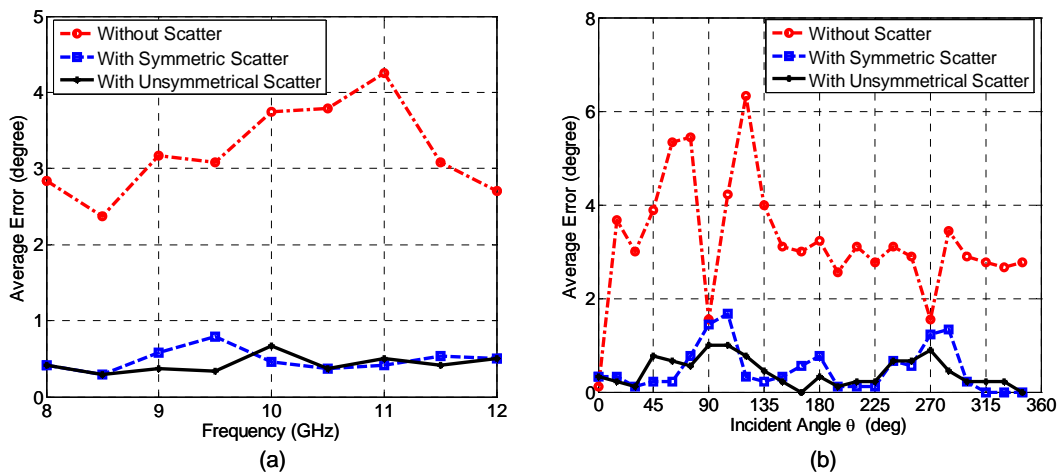 Without Scatter
With Symmetric Scatter
With Unsymmetrical Scatter
Average Error (degree)
5
4
3
2
1
0
8
9
10
11
12
Frequency (GHz)
(a)
Without Scatter
With Symmetric Scatter
With Unsymmetrical Scatter
Average Error (degree)
8
6
4
2
0
0
45
90
135
180
225
270
315
360
Incident Angle θ (deg)
(b)